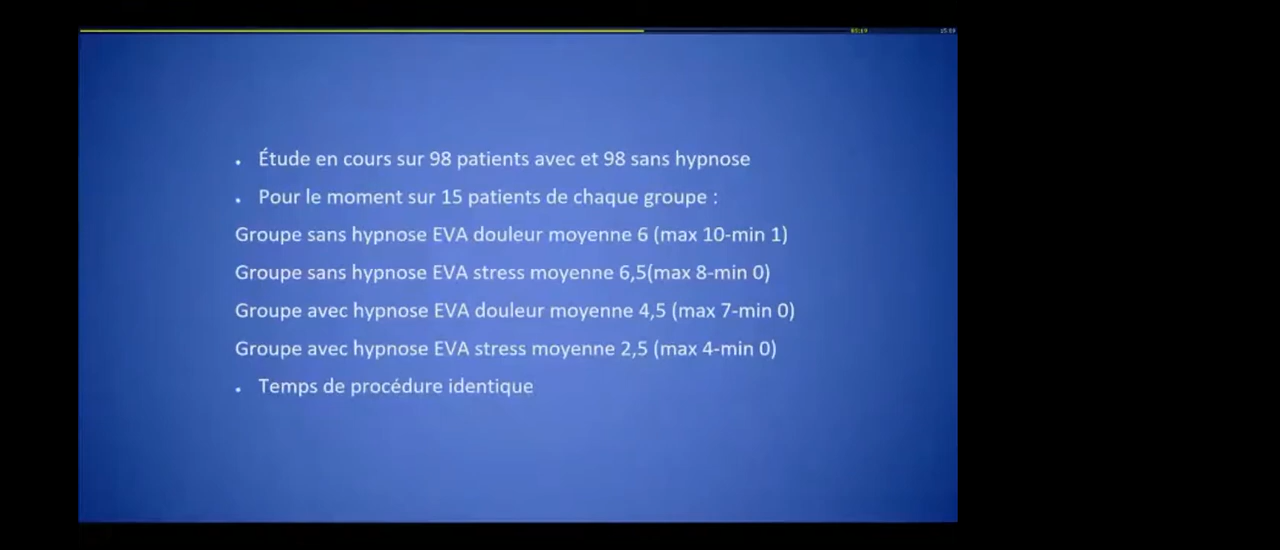 • Étude en cours sur 98 patients avec et 98 sans hypnose
• Pour le moment sur 15 patients de chaque groupe :
Groupe sans hypnose EVA douleur moyenne 6 (max 10-min 1)
Groupe sans hypnose EVA stress moyenne 6,5(max 8-min 0)
Groupe avec hypnose EVA douleur moyenne 4,5 (max 7-min 0)
Groupe avec hypnose EVA stress moyenne 2,5 (max 4-min 0)
• Temps de procédure identique